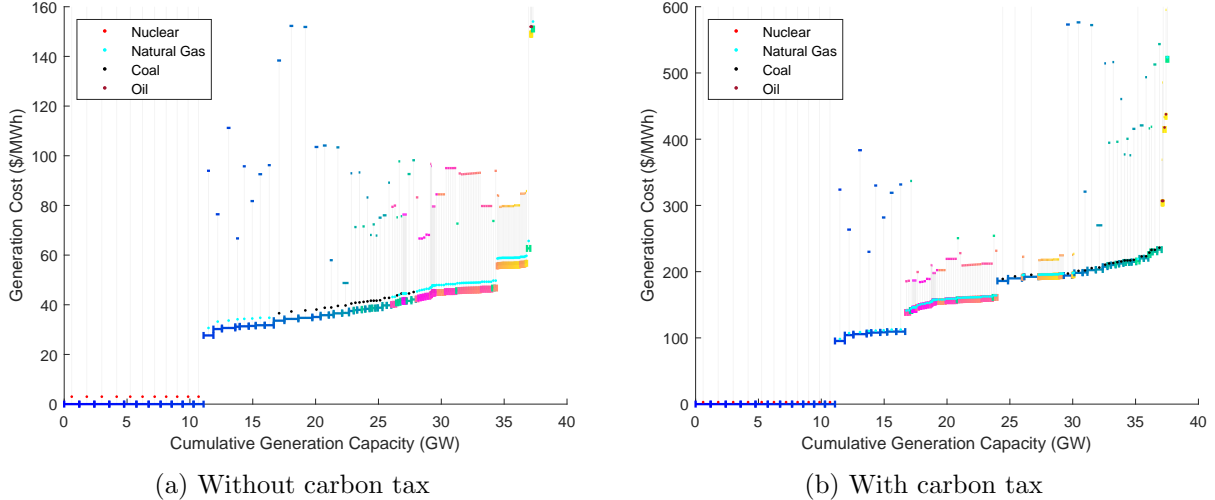 160
140
120
100
80
60
40
20
0
Generation Cost ($/MWh)
Nuclear
Natural Gas
Coal
Oil
0 5 10 15 20 25 30 35 40
Cumulative Generation Capacity (GW)
(a) Without carbon tax
600
500
400
300
200
100
0
Generation Cost ($/MWh)
Nuclear
Natural Gas
Coal
Oil
0 5 10 15 20 25 30 35 40
Cumulative Generation Capacity (GW)
(b) With carbon tax